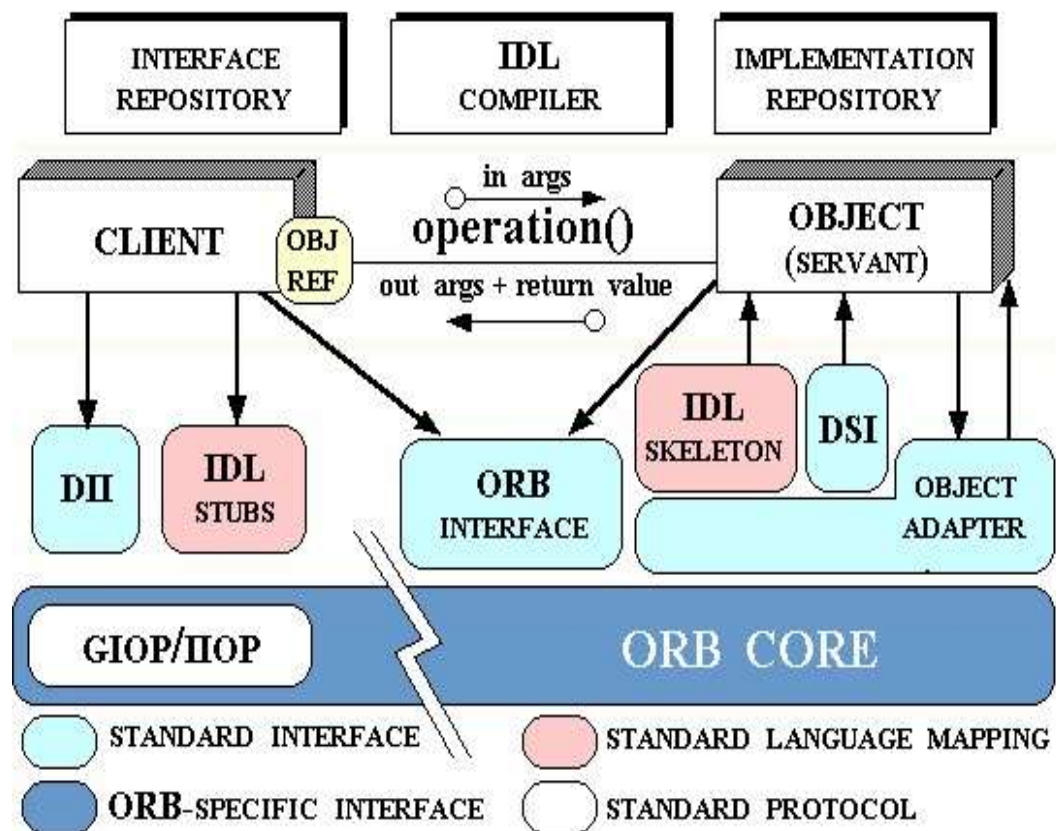 INTERFACE
REPOSITORY
IDL
COMPILER
IMPLEMENTATION
REPOSITORY
CLIENT
OBJ
REF
in args
operation()
out args + return value
OBJECT
(SERVANT)
DII
IDL
STUBS
ORB
INTERFACE
IDL
SKELETON
DSI
OBJECT
ADAPTER
GIOP/IIOP
ORB CORE
STANDARD INTERFACE
STANDARD LANGUAGE MAPPING
ORB-SPECIFIC INTERFACE
STANDARD PROTOCOL